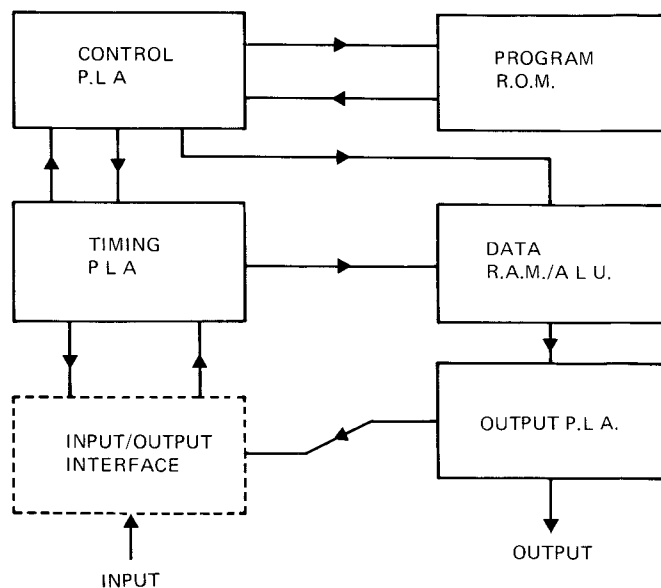 CONTROL
P.L A
PROGRAM
R.O.M.
TIMING
P L A
DATA
R.A.M./A L U.
INPUT/OUTPUT
INTERFACE
OUTPUT P.L A.
INPUT
OUTPUT